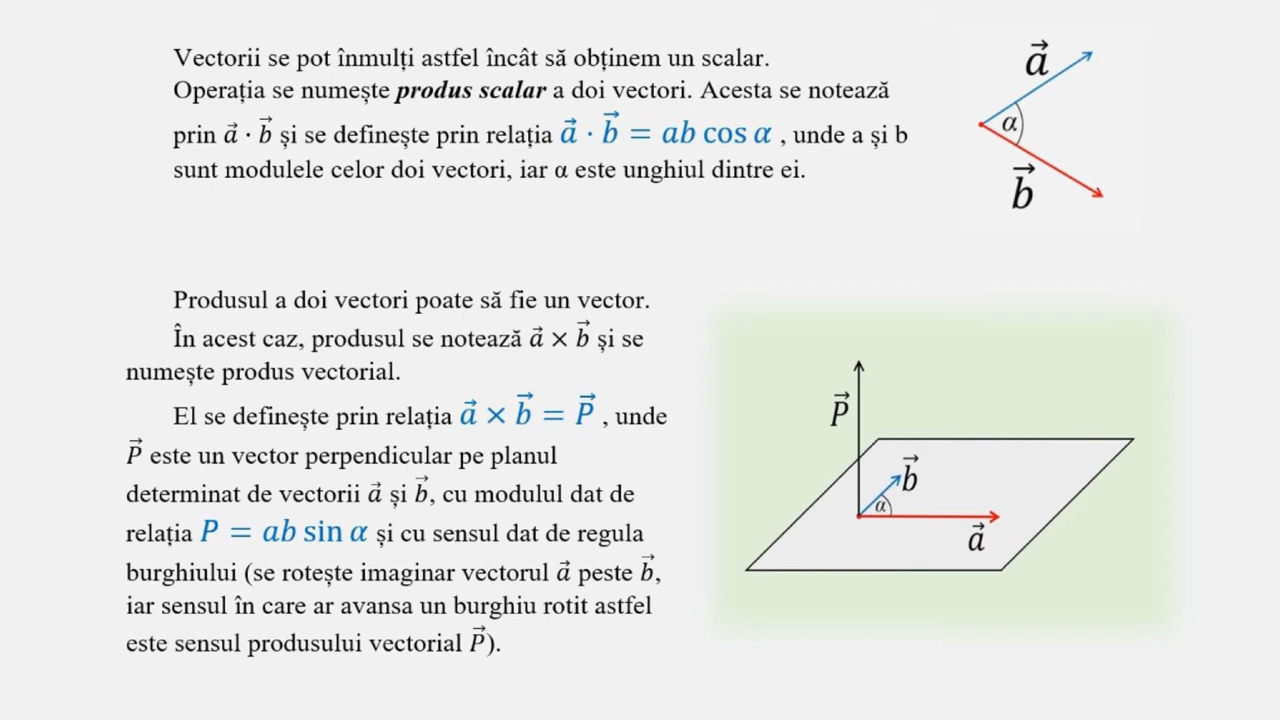 Vectorii se pot înmulți astfel încât să obținem un scalar.
Operația se numește produs scalar a doi vectori. Acesta se notează
prin a⃗ · b⃗ și se definește prin relația a⃗ · b⃗ = ab cos α , unde a și b
sunt modulele celor doi vectori, iar α este unghiul dintre ei.
a⃗
α
b⃗
Produsul a doi vectori poate să fie un vector.
În acest caz, produsul se notează a⃗ × b⃗ și se
numește produs vectorial.
El se definește prin relația a⃗ × b⃗ = P⃗ , unde
P⃗ este un vector perpendicular pe planul
determinat de vectorii a⃗ și b⃗, cu modulul dat de
relația P = ab sin α și cu sensul dat de regula
burghiului (se rotește imaginar vectorul a⃗ peste b⃗,
iar sensul în care ar avansa un burghiu rotit astfel
este sensul produsului vectorial P⃗).
P⃗
b⃗
α
a⃗